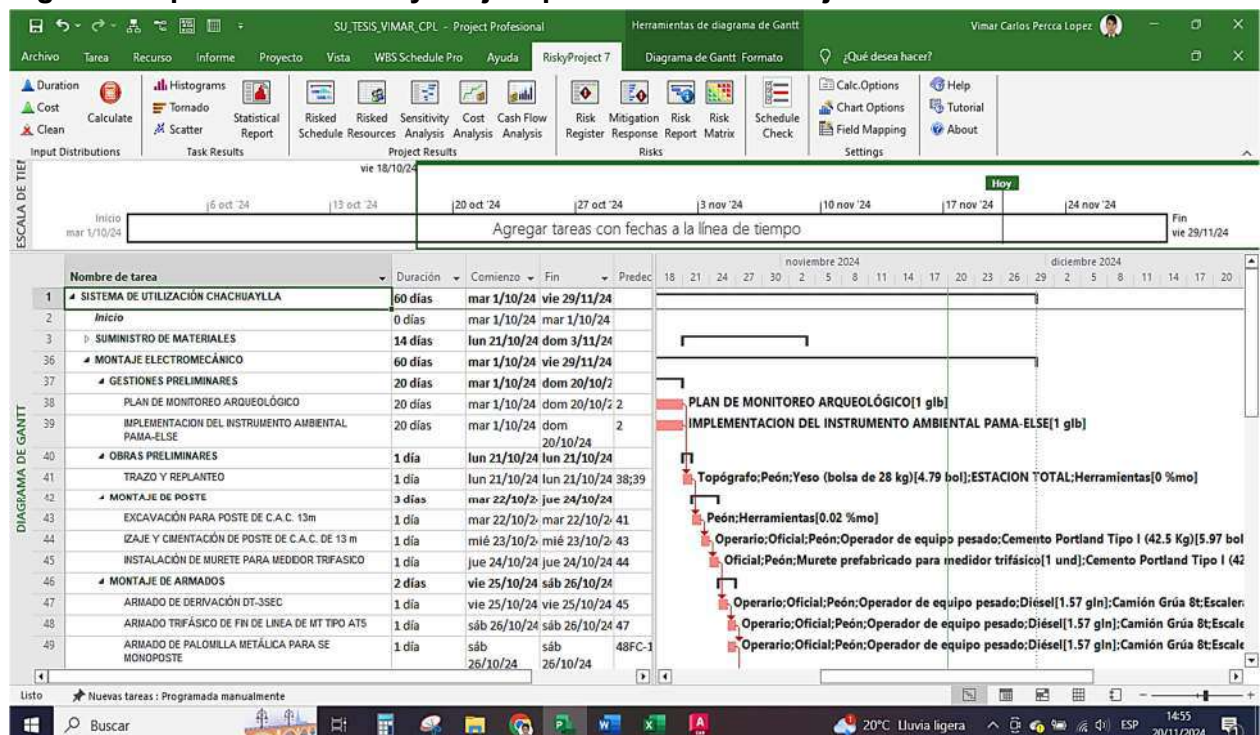 SU_TESIS_VIMAR_CPL - Project Profesional
Herramientas de diagrama de Gantt
Vimar Carlos Percca Lopez
Archivo Tarea Recurso Informe Proyecto Vista WBS Schedule Pro Ayuda RiskyProject 7 Diagrama de Gantt Formato ¿Qué desea hacer?
Duration
Cost
Clean
Calculate
Input Distributions
Histograms
Tornado
Scatter
Statistical Report
Task Results
Risked Schedule
Risked Resources
Sensitivity Analysis
Cost Analysis
Cash Flow Analysis
Project Results
Risk Register
Mitigation Response
Risk Report
Risk Matrix
Risks
Schedule Check
Calc.Options
Chart Options
Field Mapping
Settings
Help
Tutorial
About
ESCALA DE TIEM
vie 18/10/24
Hoy
6 oct '24 13 oct '24 20 oct '24 27 oct '24 3 nov '24 10 nov '24 17 nov '24 24 nov '24
Inicio
mar 1/10/24
Agregar tareas con fechas a la línea de tiempo
Fin
vie 29/11/24
DIAGRAMA DE GANTT
noviembre 2024 diciembre 2024
Nombre de tarea Duración Comienzo Fin Predec 18 21 24 27 30 2 5 8 11 14 17 20 23 26 29 2 5 8 11 14 17 20
1 SISTEMA DE UTILIZACIÓN CHACHUAYLLA 60 días mar 1/10/24 vie 29/11/24
2 Inicio 0 días mar 1/10/24 mar 1/10/24
3 SUMINISTRO DE MATERIALES 14 días lun 21/10/24 dom 3/11/24
36 MONTAJE ELECTROMECÁNICO 60 días mar 1/10/24 vie 29/11/24
37 GESTIONES PRELIMINARES 20 días mar 1/10/24 dom 20/10/2
38 PLAN DE MONITOREO ARQUEOLÓGICO 20 días mar 1/10/24 dom 20/10/2 2 PLAN DE MONITOREO ARQUEOLÓGICO[1 glb]
39 IMPLEMENTACION DEL INSTRUMENTO AMBIENTAL PAMA-ELSE 20 días mar 1/10/24 dom 20/10/24 2 IMPLEMENTACION DEL INSTRUMENTO AMBIENTAL PAMA-ELSE[1 glb]
40 OBRAS PRELIMINARES 1 día lun 21/10/24 lun 21/10/24
41 TRAZO Y REPLANTEO 1 día lun 21/10/24 lun 21/10/24 38;39 Topógrafo;Peón;Yeso (bolsa de 28 kg)[4.79 bol];ESTACION TOTAL;Herramientas[0 %mo]
42 MONTAJE DE POSTE 3 días mar 22/10/2 jue 24/10/24
43 EXCAVACIÓN PARA POSTE DE C.A.C. 13m 1 día mar 22/10/2 mar 22/10/2 41 Peón;Herramientas[0.02 %mo]
44 IZAJE Y CIMENTACIÓN DE POSTE DE C.A.C. DE 13 m 1 día mié 23/10/2 mié 23/10/2 43 Operario;Oficial;Peón;Operador de equipo pesado;Cemento Portland Tipo I (42.5 Kg)[5.97 bol
45 INSTALACIÓN DE MURETE PARA MEDIDOR TRIFASICO 1 día jue 24/10/24 jue 24/10/24 44 Oficial;Peón;Murete prefabricado para medidor trifásico[1 und];Cemento Portland Tipo I (42
46 MONTAJE DE ARMADOS 2 días vie 25/10/24 sáb 26/10/24
47 ARMADO DE DERIVACIÓN DT-3SEC 1 día vie 25/10/24 vie 25/10/24 45 Operario;Oficial;Peón;Operador de equipo pesado;Diésel[1.57 gln];Camión Grúa 8t;Escaler
48 ARMADO TRIFÁSICO DE FIN DE LINEA DE MT TIPO AT5 1 día sáb 26/10/24 sáb 26/10/24 47 Operario;Oficial;Peón;Operador de equipo pesado;Diésel[1.57 gln];Camión Grúa 8t;Escale
49 ARMADO DE PALOMILLA METÁLICA PARA SE MONOPOSTE 1 día sáb 26/10/24 sáb 26/10/24 48FC-1 Operario;Oficial;Peón;Operador de equipo pesado;Diésel[1.57 gln];Camión Grúa 8t;Escale
Listo Nuevas tareas : Programada manualmente
Buscar 20°C Lluvia ligera ESP 14:55
20/11/2024